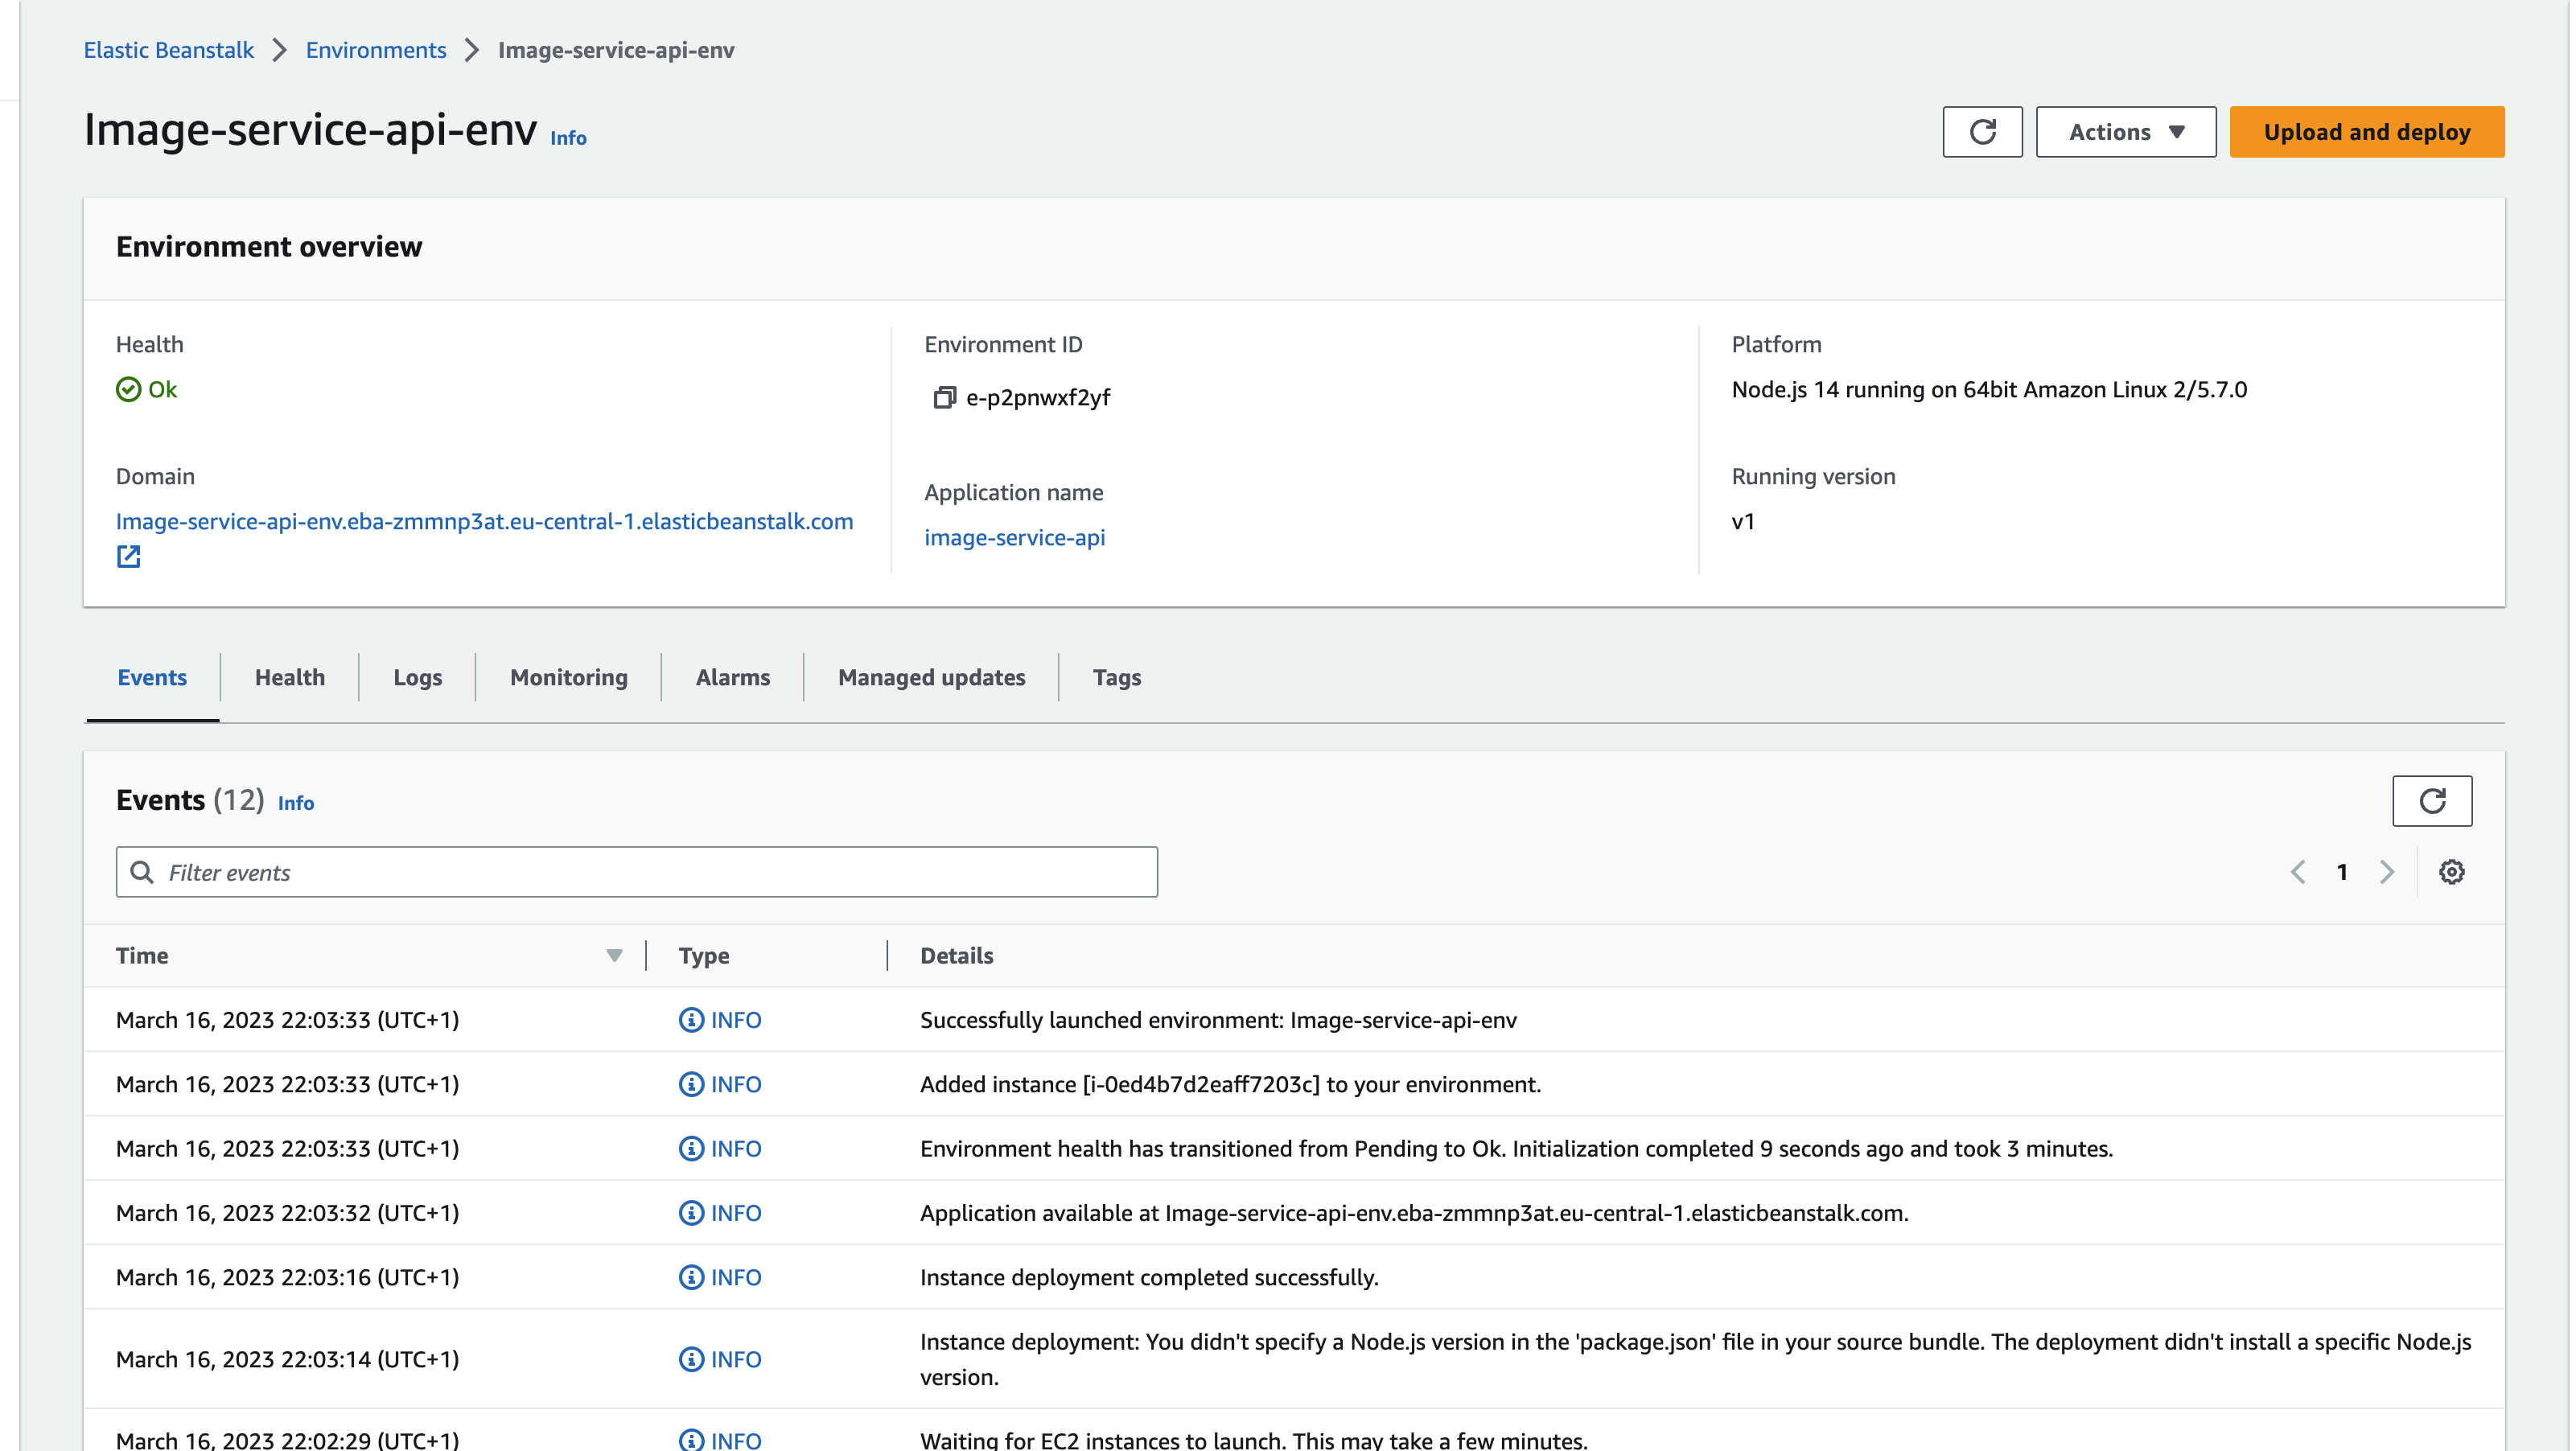 Elastic Beanstalk > Environments > Image-service-api-env
Image-service-api-env Info
Actions
Upload and deploy
Environment overview
Health
Ok
Domain
Image-service-api-env.eba-zmmnp3at.eu-central-1.elasticbeanstalk.com
Environment ID
e-p2pnwxf2yf
Application name
image-service-api
Platform
Node.js 14 running on 64bit Amazon Linux 2/5.7.0
Running version
v1
Events Health Logs Monitoring Alarms Managed updates Tags
Events (12) Info
Filter events
1
Time Type Details
March 16, 2023 22:03:33 (UTC+1) INFO Successfully launched environment: Image-service-api-env
March 16, 2023 22:03:33 (UTC+1) INFO Added instance [i-0ed4b7d2eaff7203c] to your environment.
March 16, 2023 22:03:33 (UTC+1) INFO Environment health has transitioned from Pending to Ok. Initialization completed 9 seconds ago and took 3 minutes.
March 16, 2023 22:03:32 (UTC+1) INFO Application available at Image-service-api-env.eba-zmmnp3at.eu-central-1.elasticbeanstalk.com.
March 16, 2023 22:03:16 (UTC+1) INFO Instance deployment completed successfully.
March 16, 2023 22:03:14 (UTC+1) INFO Instance deployment: You didn't specify a Node.js version in the 'package.json' file in your source bundle. The deployment didn't install a specific Node.js
version.
March 16, 2023 22:02:29 (UTC+1) INFO Waiting for EC2 instances to launch. This may take a few minutes.